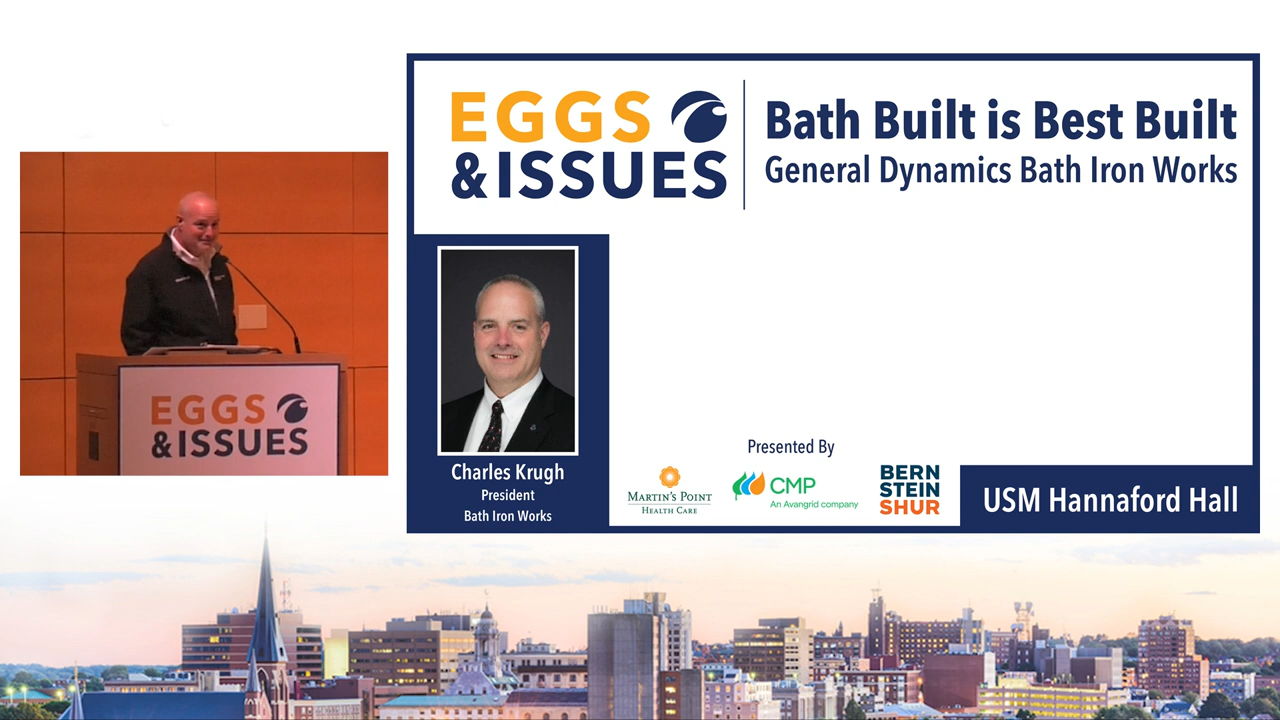 EGGS
& ISSUES
Bath Built is Best Built
General Dynamics Bath Iron Works
EGGS
& ISSUES
Charles Krugh
President
Bath Iron Works
Presented By
MARTIN'S POINT
HEALTH CARE
CMP
An Avangrid company
BERN
STEIN
SHUR
USM Hannaford Hall